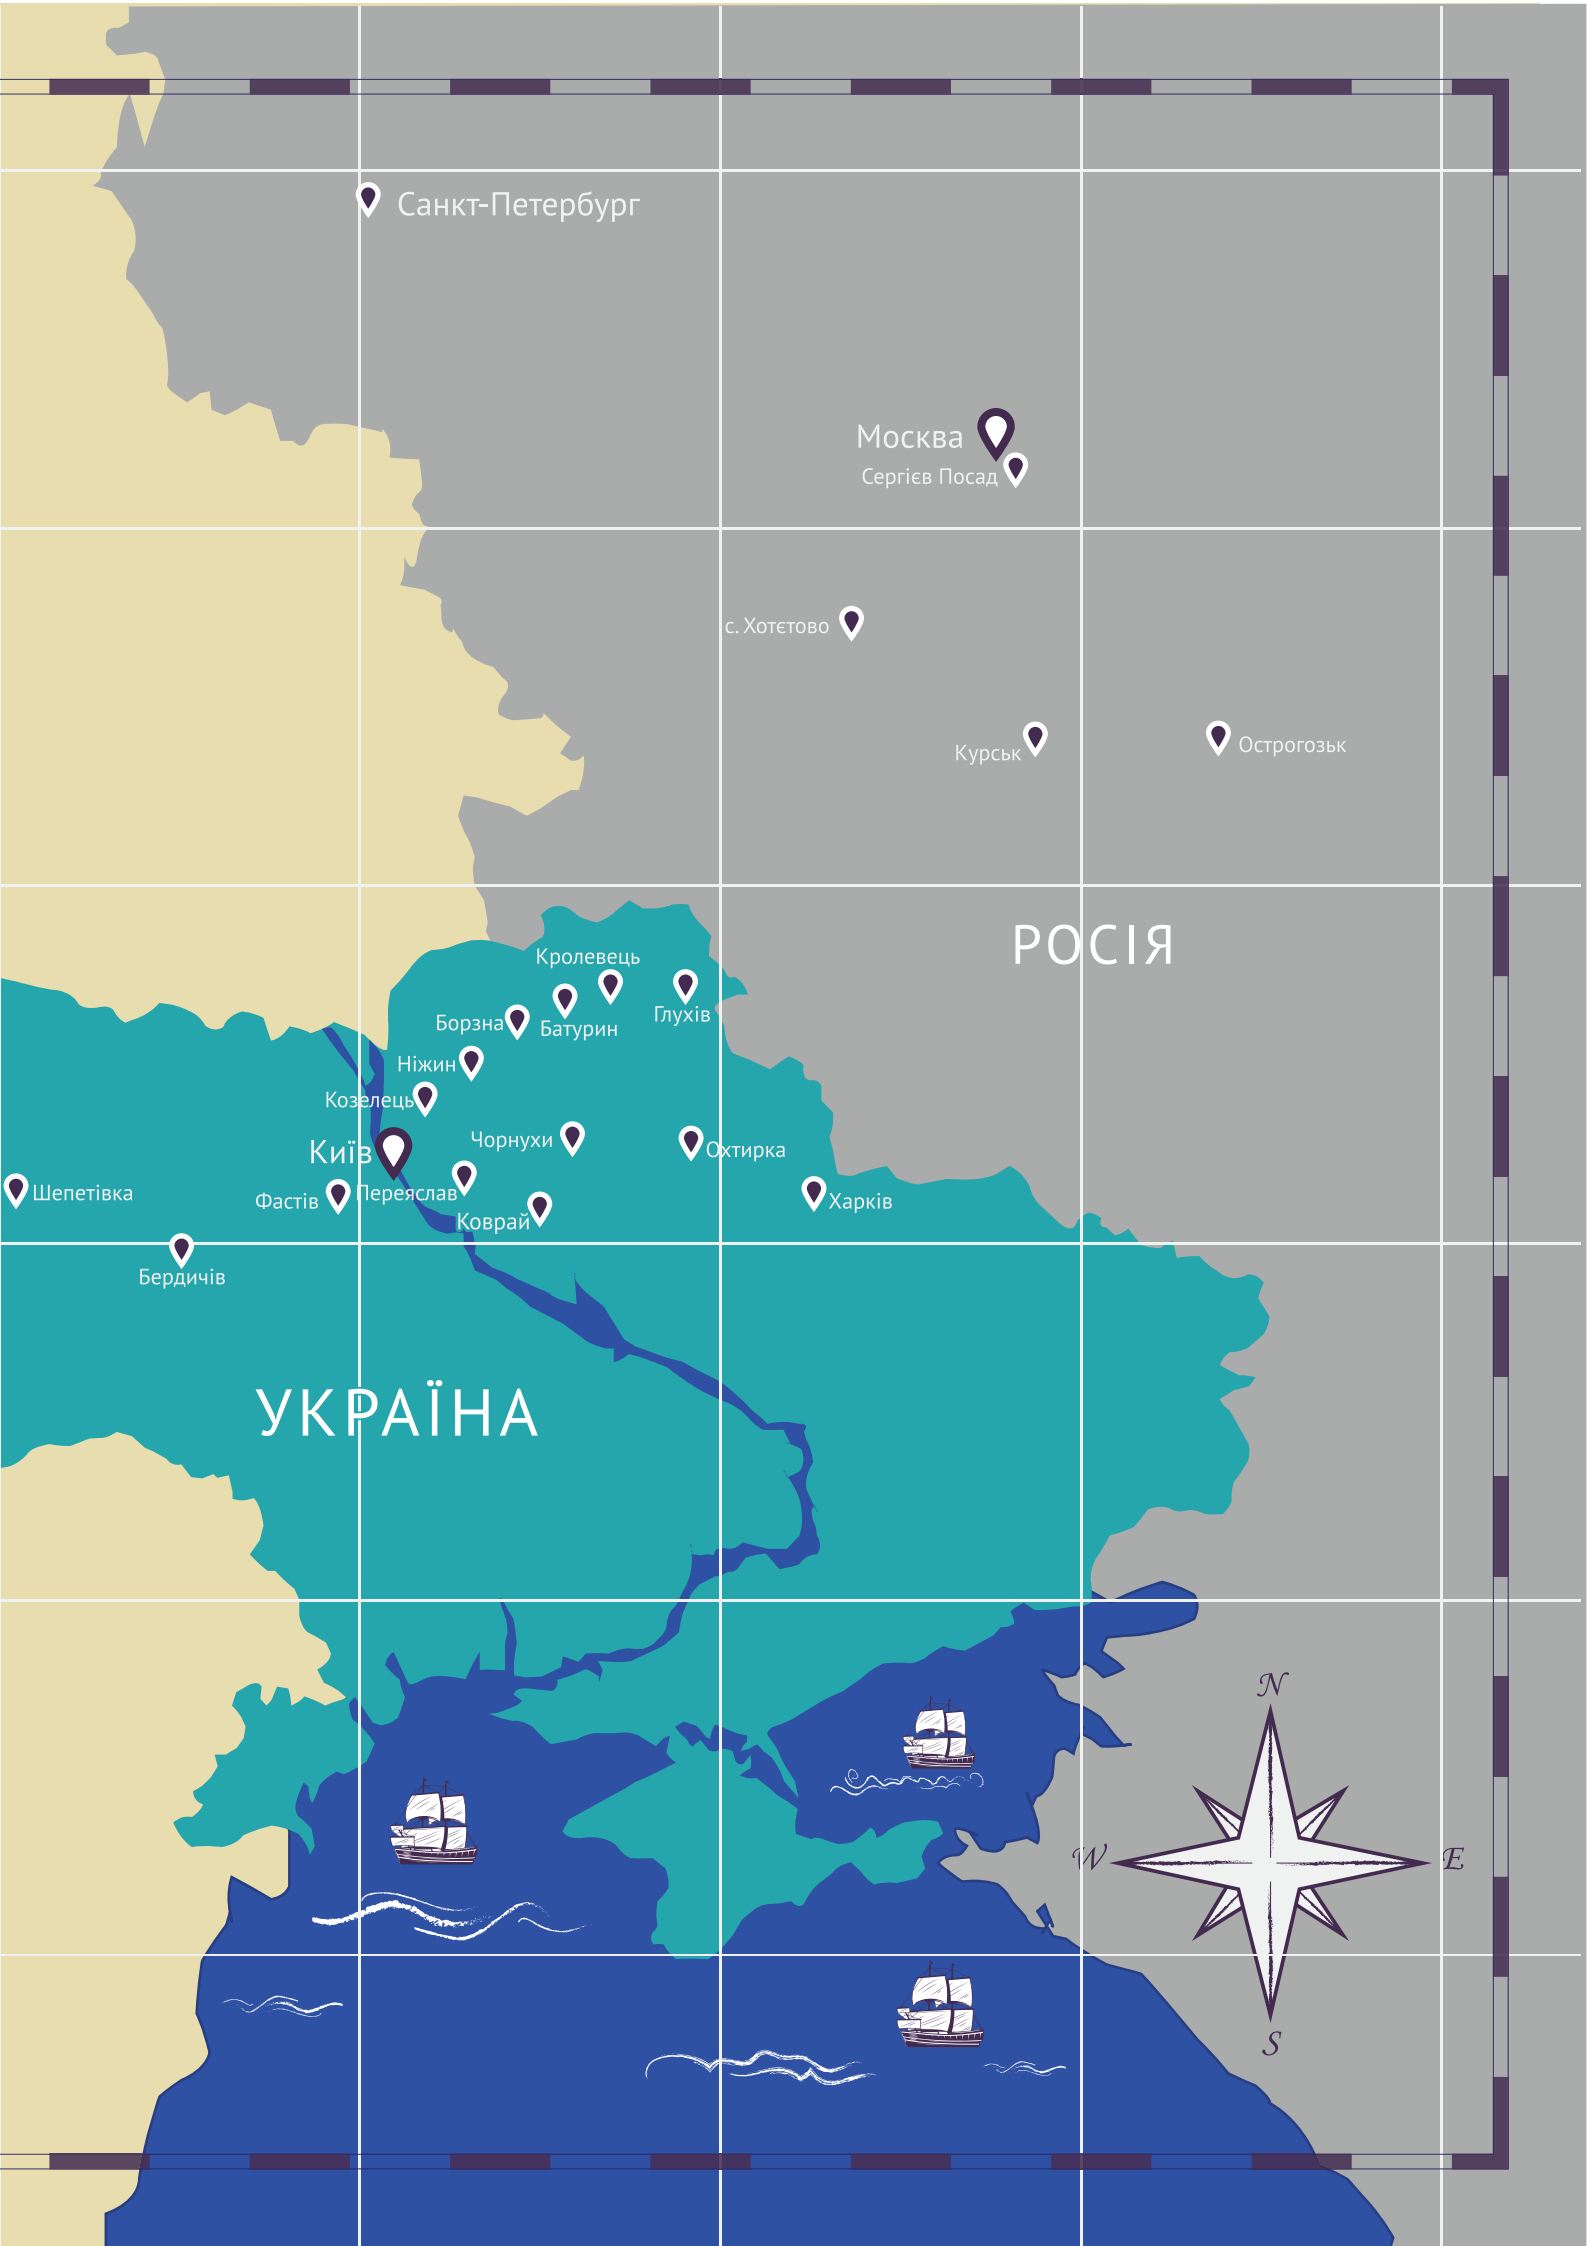 Санкт-Петербург
Москва
Сергієв Посад
с. Хотєтово
Курськ
Острогозьк
РОСІЯ
Кролевець
Глухів
Борзна
Батурин
Ніжин
Козелець
Чорнухи
Охтирка
Київ
Шепетівка
Фастів
Переяслав
Харків
Коврай
Бердичів
УКРАЇНА
N
W
E
S